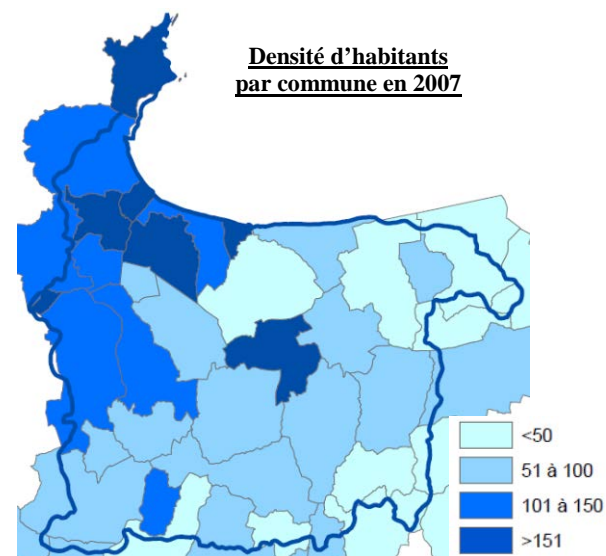 Densité d’habitants
par commune en 2007
<50
51 à 100
101 à 150
>151